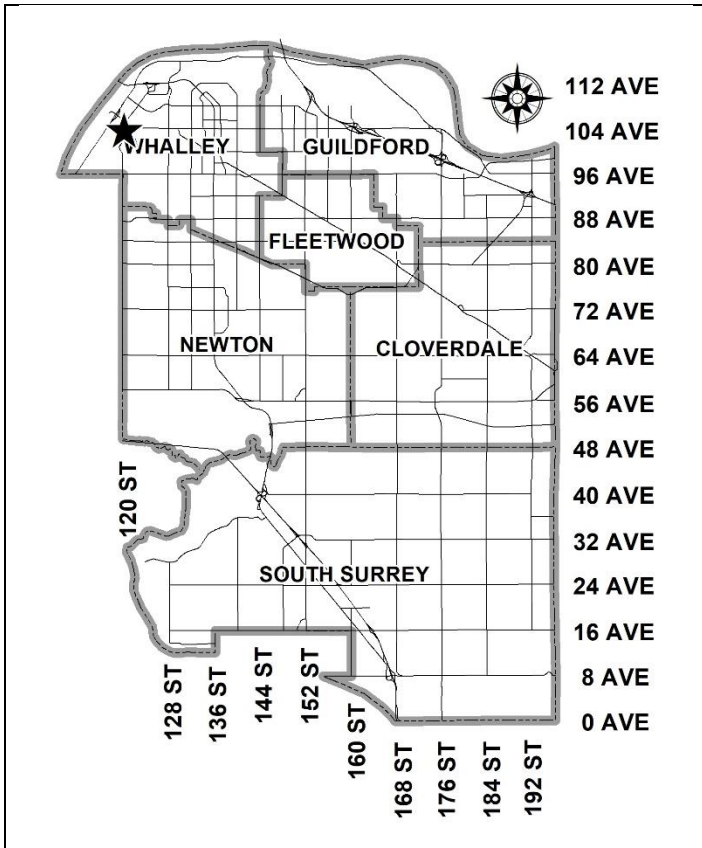 112 AVE
104 AVE
WHALLEY
GUILDFORD
96 AVE
88 AVE
FLEETWOOD
80 AVE
72 AVE
NEWTON
CLOVERDALE
64 AVE
56 AVE
48 AVE
120 ST
40 AVE
32 AVE
SOUTH SURREY
24 AVE
16 AVE
8 AVE
0 AVE
128 ST
136 ST
144 ST
152 ST
160 ST
168 ST
176 ST
184 ST
192 ST